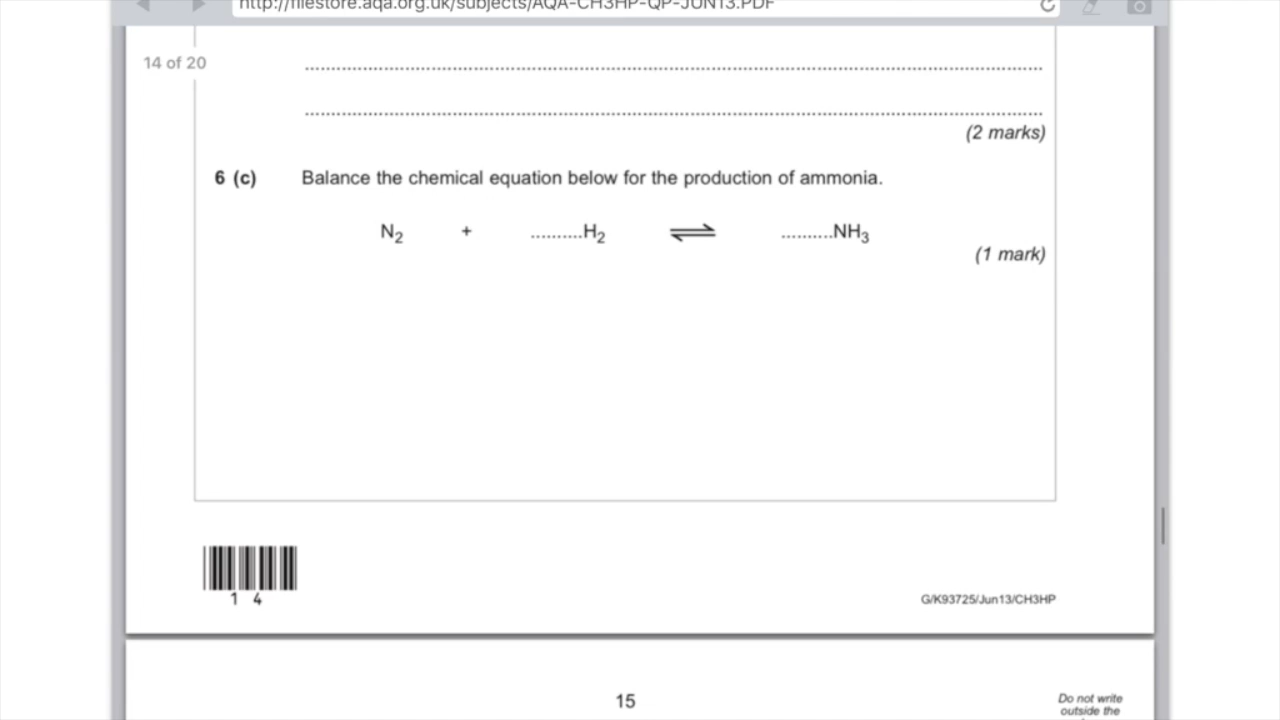 http://filestore.aqa.org.uk/subjects/AQA-CH3HP-QP-JUN13.PDF
14 of 20
(2 marks)
6 (c) Balance the chemical equation below for the production of ammonia.
N₂ + ..........H₂ ⇌ ..........NH₃
(1 mark)
1 4
G/K93725/Jun13/CH3HP
15
Do not write
outside the